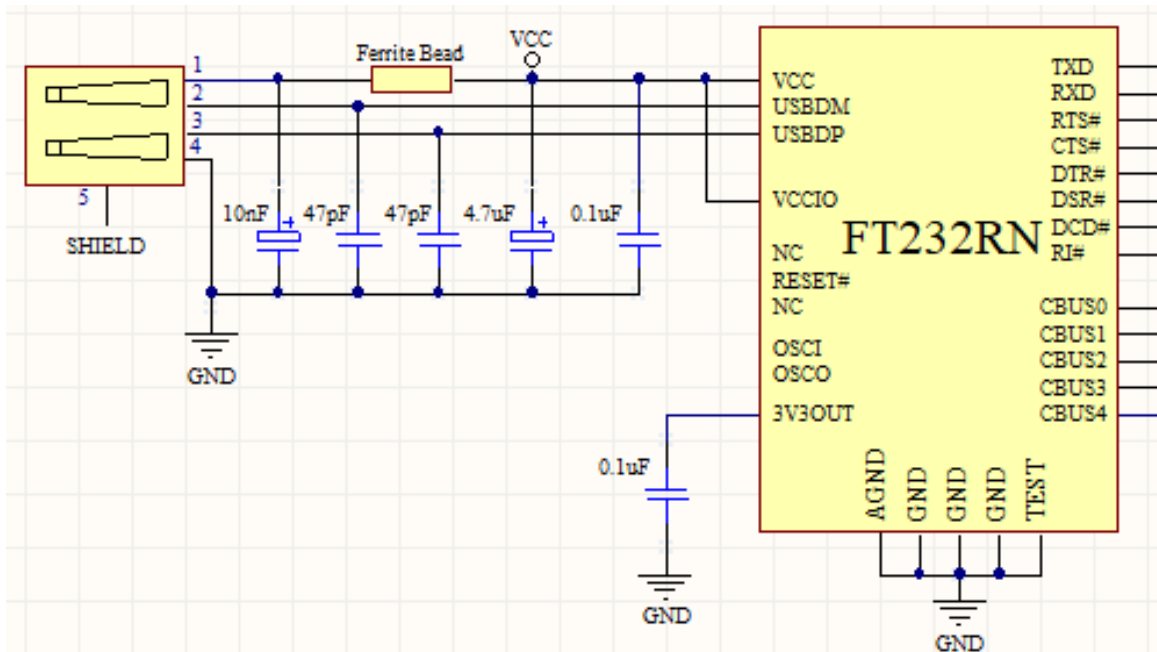 VCC
Ferrite Bead
1
2
3
4
5
SHIELD
10nF
47pF
47pF
4.7uF
0.1uF
GND
VCC
USBDM
USBDP
VCCIO
NC
RESET#
NC
OSCI
OSCO
3V3OUT
FT232RN
TXD
RXD
RTS#
CTS#
DTR#
DSR#
DCD#
RI#
CBUS0
CBUS1
CBUS2
CBUS3
CBUS4
0.1uF
GND
AGND
GND
GND
GND
TEST
GND